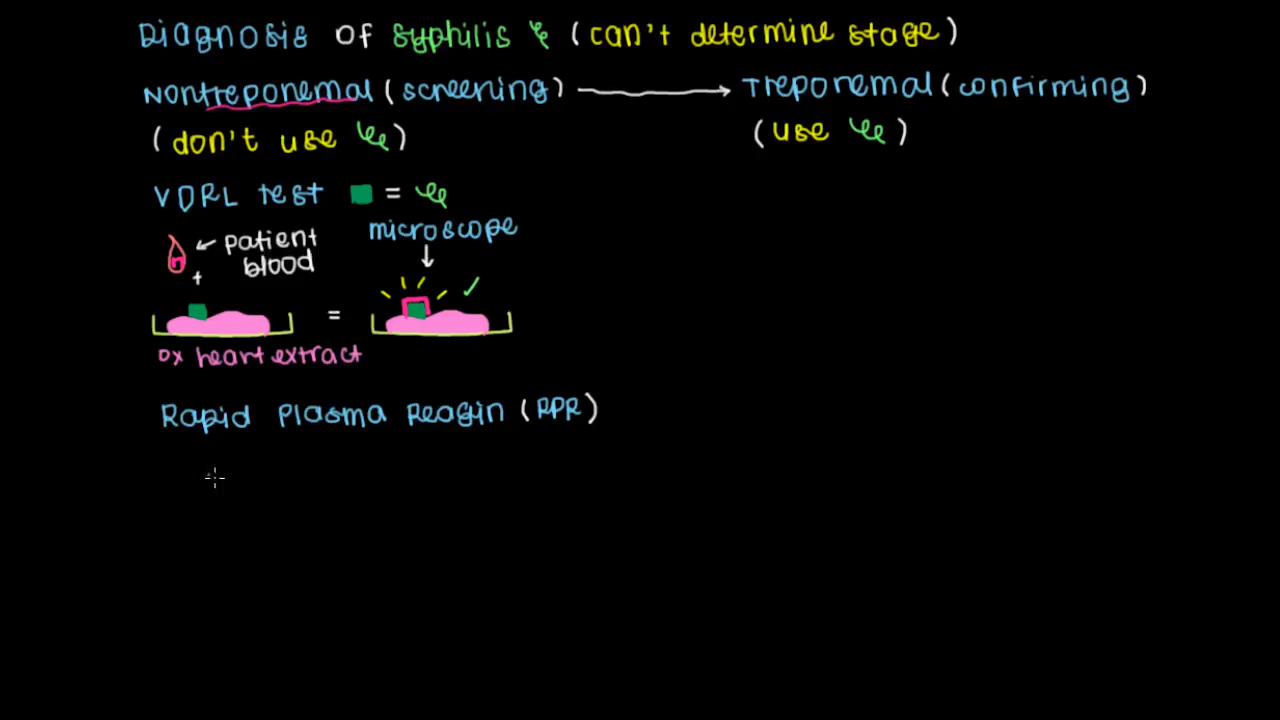 Diagnosis of syphilis (can't determine stage)
Nontreponemal (screening) → Treponemal (confirming)
(don't use ) (use )
VDRL test =
microscope
patient
blood
+
=
ox heart extract
Rapid Plasma Reagin (RPR)